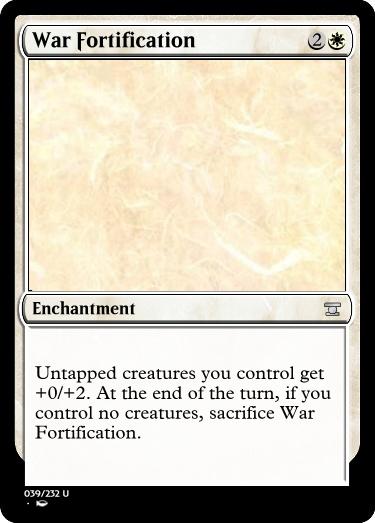 War Fortification 2
Enchantment
Untapped creatures you control get
+0/+2. At the end of the turn, if you
control no creatures, sacrifice War
Fortification.
039/232 U